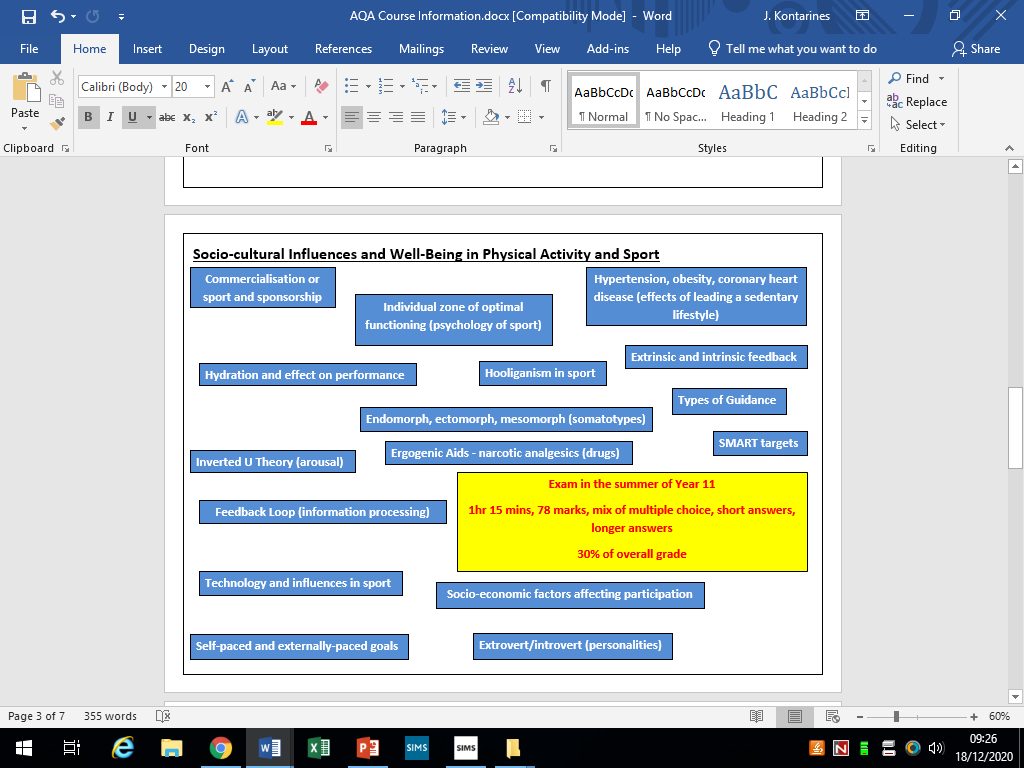 AQA Course Information.docx [Compatibility Mode] - Word
J. Kontarines
File
Home
Insert
Design
Layout
References
Mailings
Review
View
Add-ins
Help
Tell me what you want to do
Share
Paste
Clipboard
Calibri (Body)
20
Font
Paragraph
AaBbCcDc
¶ Normal
AaBbCcDc
¶ No Spac...
AaBbC
Heading 1
AaBbCcI
Heading 2
Styles
Find
Replace
Select
Editing
Socio-cultural Influences and Well-Being in Physical Activity and Sport
Commercialisation or
sport and sponsorship
Individual zone of optimal
functioning (psychology of sport)
Hypertension, obesity, coronary heart
disease (effects of leading a sedentary
lifestyle)
Extrinsic and intrinsic feedback
Hydration and effect on performance
Hooliganism in sport
Types of Guidance
Endomorph, ectomorph, mesomorph (somatotypes)
SMART targets
Ergogenic Aids - narcotic analgesics (drugs)
Inverted U Theory (arousal)
Exam in the summer of Year 11
1hr 15 mins, 78 marks, mix of multiple choice, short answers,
longer answers
30% of overall grade
Feedback Loop (information processing)
Technology and influences in sport
Socio-economic factors affecting participation
Self-paced and externally-paced goals
Extrovert/introvert (personalities)
Page 3 of 7
355 words
60%
SIMS
SIMS
09:26
18/12/2020